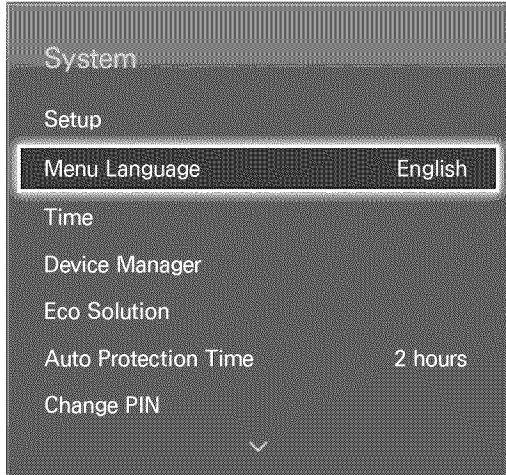 System
Setup
Menu Language English
Time
Device Manager
Eco Solution
Auto Protection Time 2 hours
Change PIN